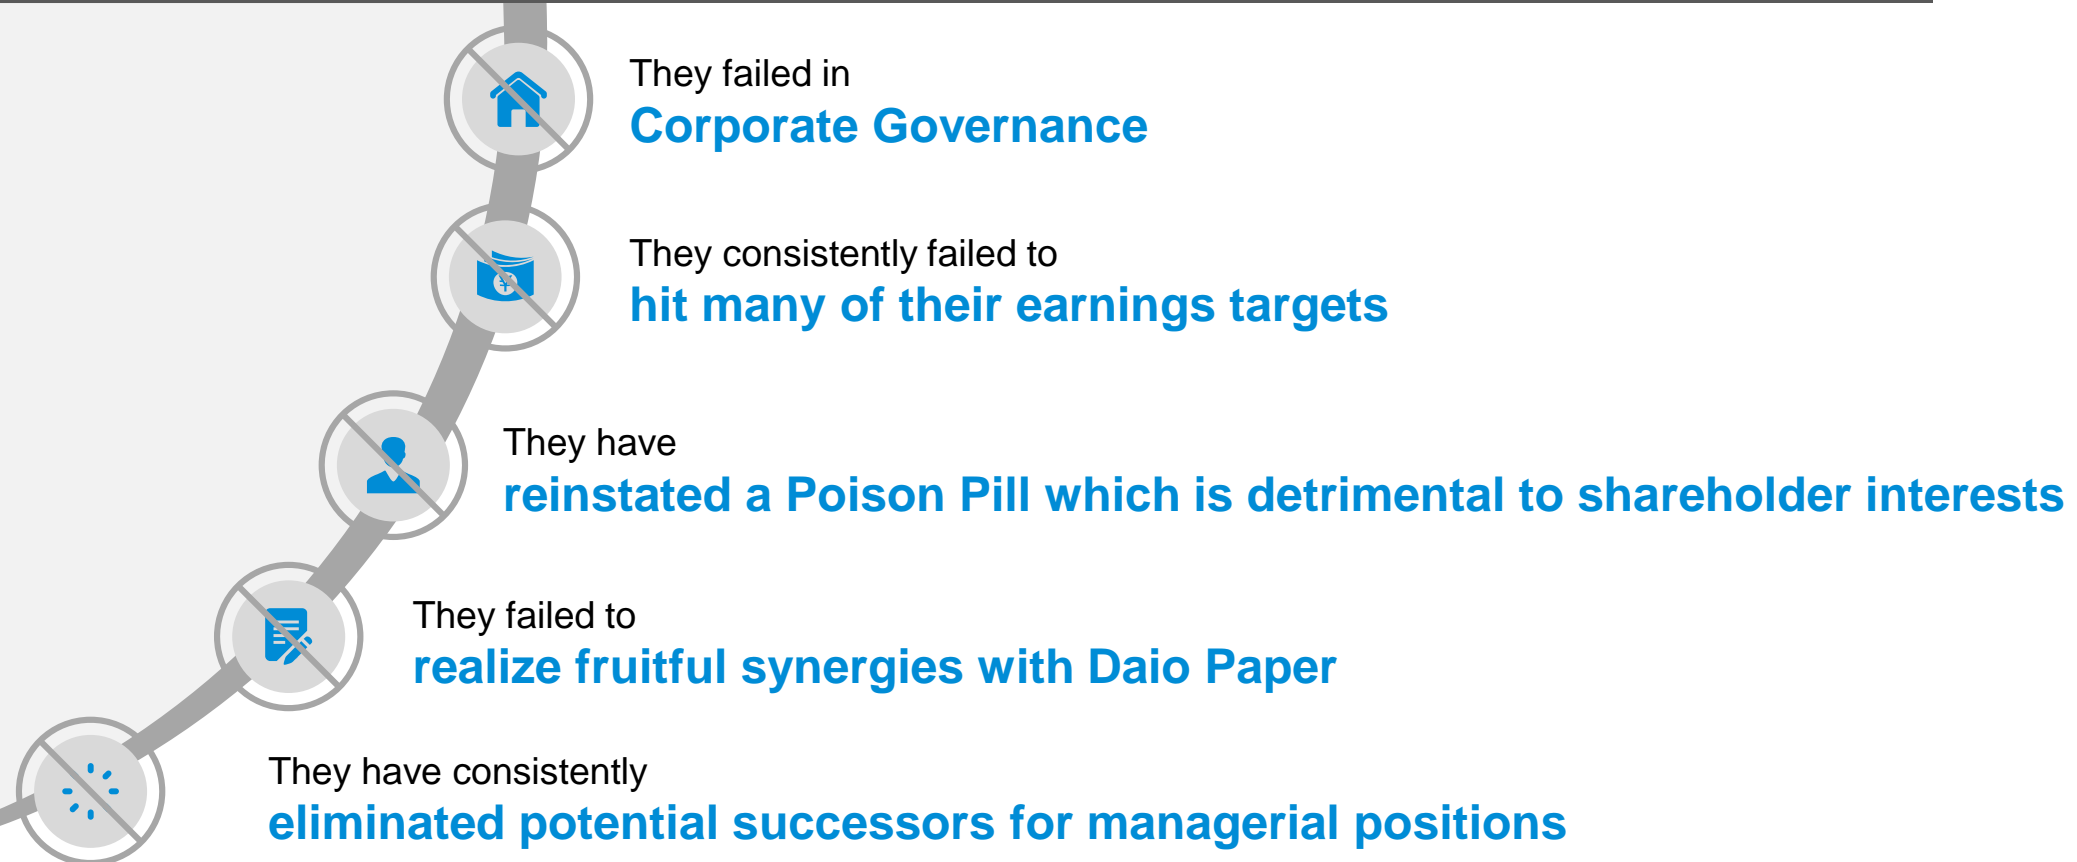 They failed in
Corporate Governance
They consistently failed to
hit many of their earnings targets
They have
reinstated a Poison Pill which is detrimental to shareholder interests
They failed to
realize fruitful synergies with Daio Paper
They have consistently
eliminated potential successors for managerial positions